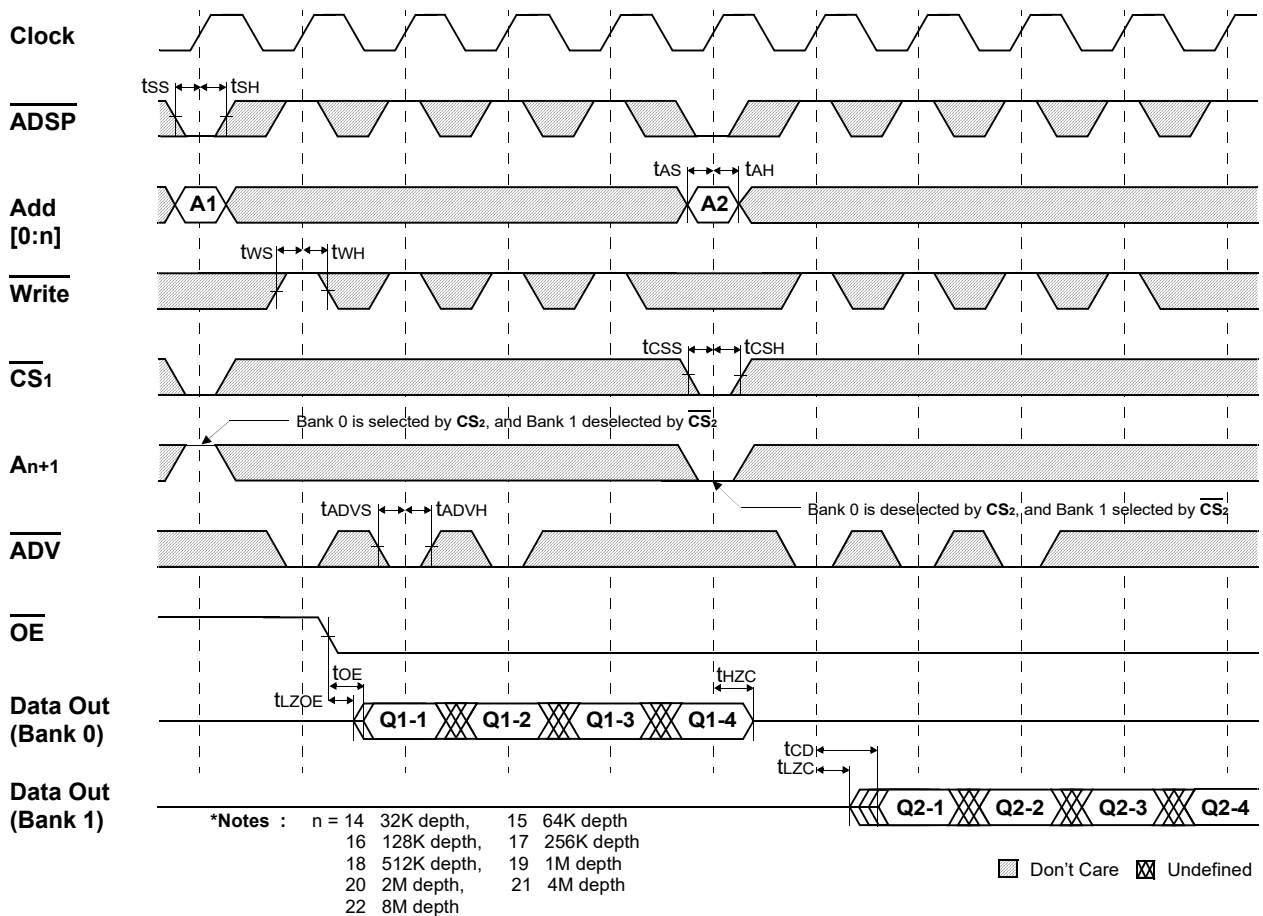 Clock
tSS tSH
ADSP
tAS tAH
Add
[0:n]
A1 A2
tWS tWH
Write
tCSS tCSH
CS1
Bank 0 is selected by CS2, and Bank 1 deselected by CS2
An+1
Bank 0 is deselected by CS2, and Bank 1 selected by CS2
tADVS tADVH
ADV
OE
tOE tHZC
tLZOE
Data Out
(Bank 0)
Q1-1 Q1-2 Q1-3 Q1-4
tCD
tLZC
Data Out
(Bank 1)
Q2-1 Q2-2 Q2-3 Q2-4
*Notes : n = 14 32K depth, 15 64K depth
16 128K depth, 17 256K depth
18 512K depth, 19 1M depth
20 2M depth, 21 4M depth
22 8M depth
Don't Care Undefined